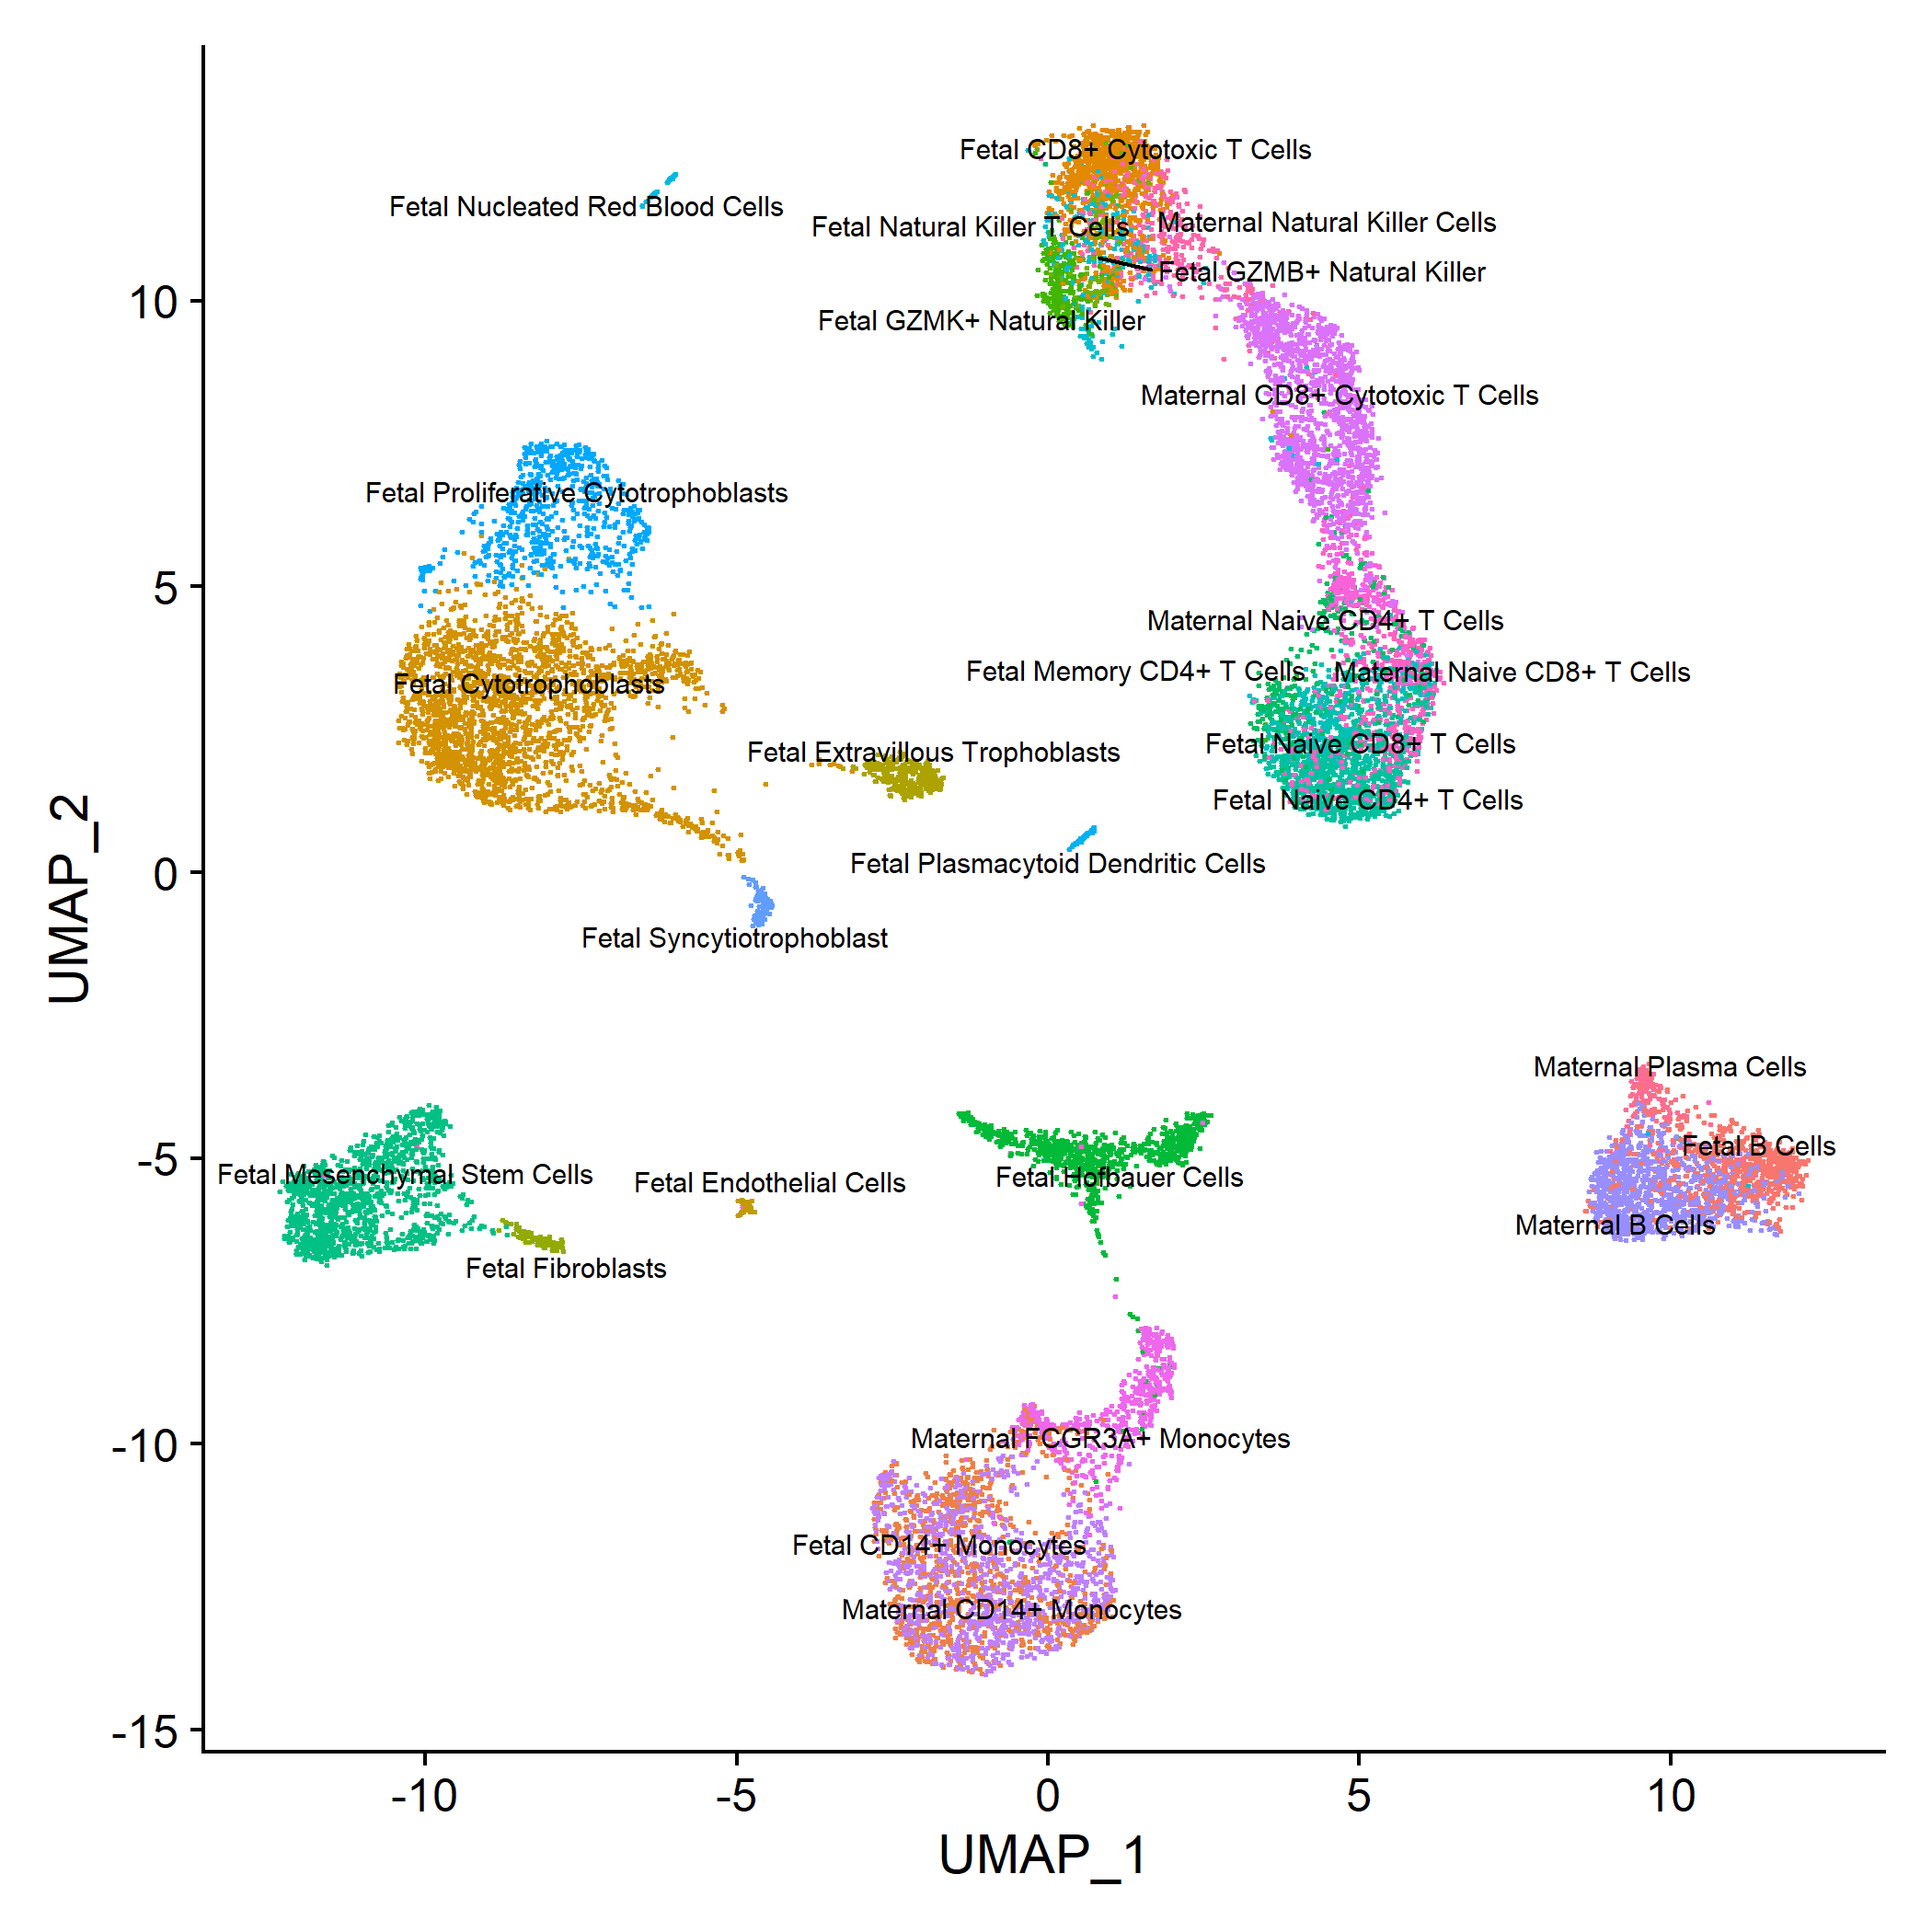 Fetal CD8+ Cytotoxic T Cells
Fetal Nucleated Red Blood Cells
Fetal Natural Killer T Cells
Maternal Natural Killer Cells
Fetal GZMB+ Natural Killer
10
Fetal GZMK+ Natural Killer
Maternal CD8+ Cytotoxic T Cells
Fetal Proliferative Cytotrophoblasts
5
Maternal Naive CD4+ T Cells
Fetal Memory CD4+ T Cells
Maternal Naive CD8+ T Cells
Fetal Cytotrophoblasts
Fetal Naive CD8+ T Cells
Fetal Extravillous Trophoblasts
Fetal Naive CD4+ T Cells
UMAP_2
0
Fetal Plasmacytoid Dendritic Cells
Fetal Syncytiotrophoblast
Maternal Plasma Cells
Fetal B Cells
-5
Fetal Mesenchymal Stem Cells
Fetal Endothelial Cells
Fetal Hofbauer Cells
Maternal B Cells
Fetal Fibroblasts
Maternal FCGR3A+ Monocytes
-10
Fetal CD14+ Monocytes
Maternal CD14+ Monocytes
-15
-10
-5
0
5
10
UMAP_1